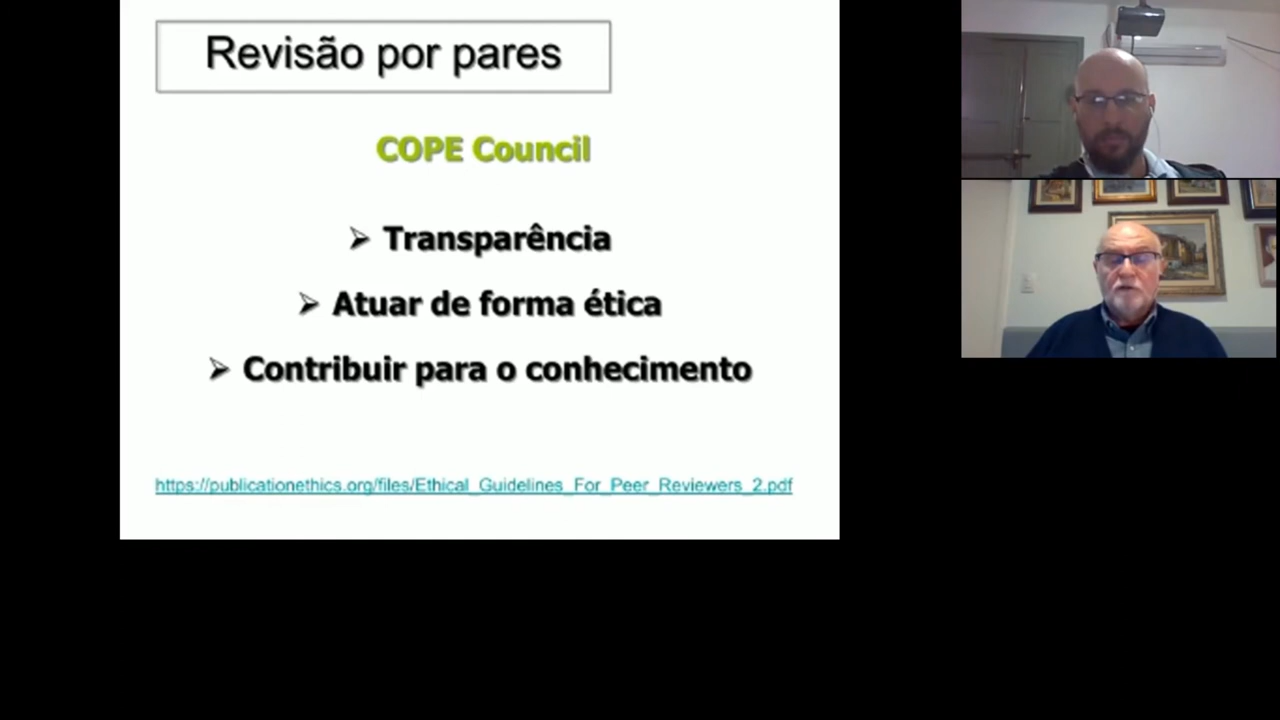 Revisão por pares
COPE Council
Transparência
Atuar de forma ética
Contribuir para o conhecimento
https://publicationethics.org/files/Ethical_Guidelines_For_Peer_Reviewers_2.pdf